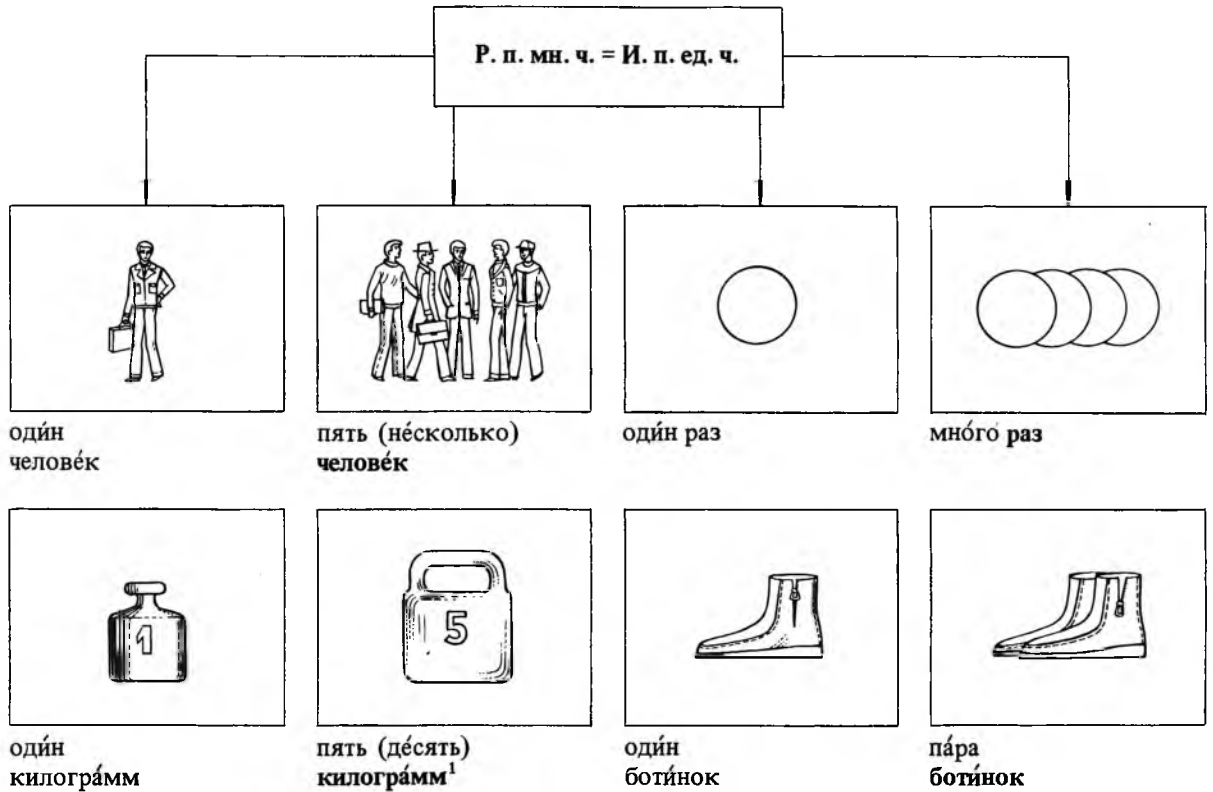 Р. п. мн. ч. = И. п. ед. ч.
оди́н
челове́к
пять (не́сколько)
челове́к
оди́н раз
мно́го раз
1
5
оди́н
килогра́мм
пять (де́сять)
килогра́мм¹
оди́н
боти́нок
па́ра
боти́нок